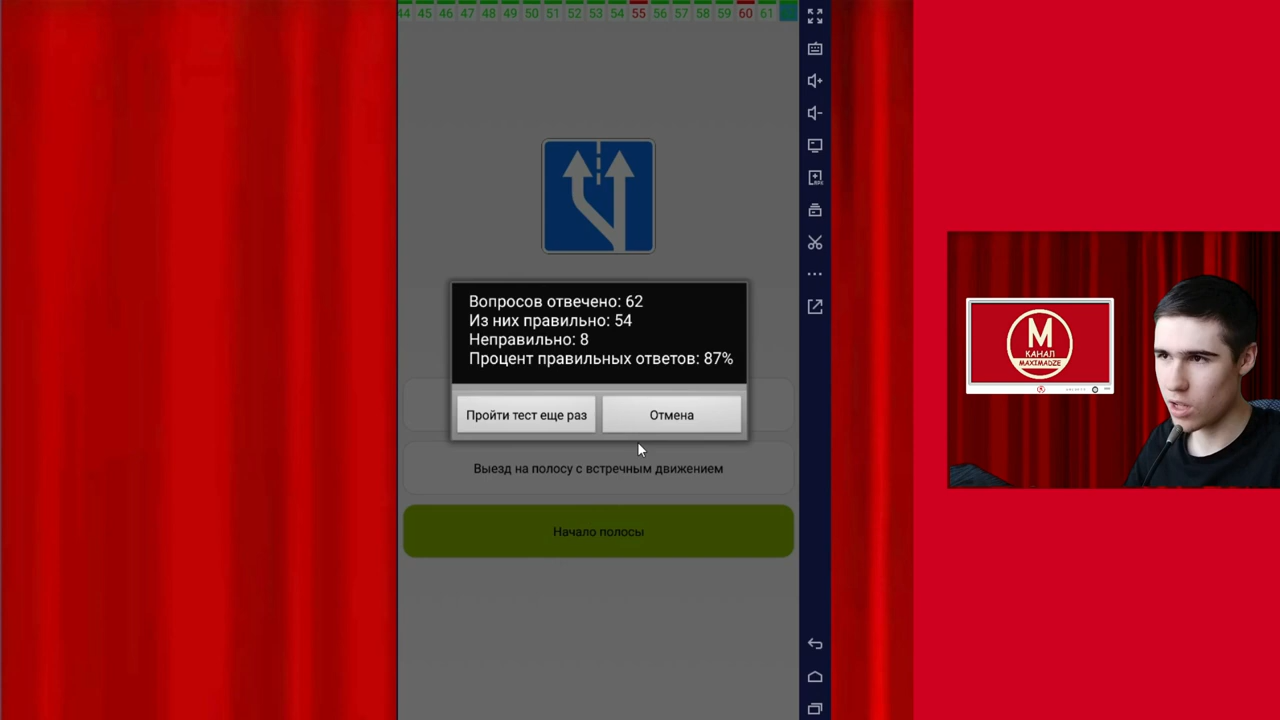 44 45 46 47 48 49 50 51 52 53 54 55 56 57 58 59 60 61
Вопросов отвечено: 62
Из них правильно: 54
Неправильно: 8
Процент правильных ответов: 87%
Пройти тест еще раз
Отмена
Выезд на полосу с встречным движением
Начало полосы
М
КАНАЛ
MAXIMADZE